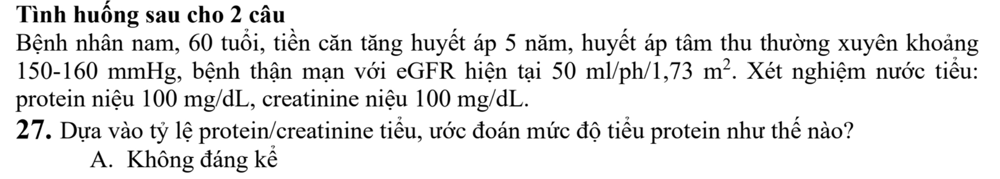 Tình huống sau cho 2 câu
Bệnh nhân nam, 60 tuổi, tiền căn tăng huyết áp 5 năm, huyết áp tâm thu thường xuyên khoảng
150-160 mmHg, bệnh thận mạn với eGFR hiện tại 50 ml/ph/1,73 m². Xét nghiệm nước tiểu:
protein niệu 100 mg/dL, creatinine niệu 100 mg/dL.
27. Dựa vào tỷ lệ protein/creatinine tiểu, ước đoán mức độ tiểu protein như thế nào?
A. Không đáng kể